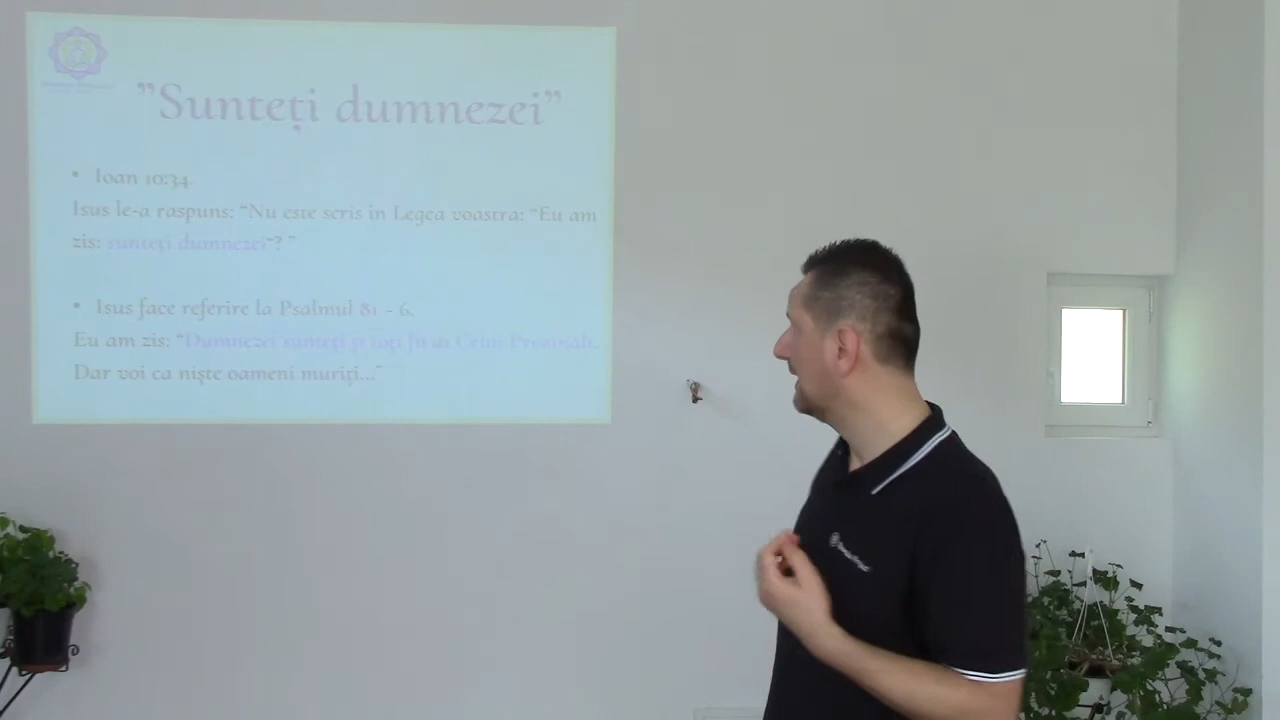 ”Sunteți dumnezei”
• Ioan 10:34
Isus le-a raspuns: “Nu este scris in Legea voastra: “Eu am
zis: sunteți dumnezei“? ”
• Isus face referire la Psalmul 81 - 6.
Eu am zis: “Dumnezei sunteți și toți fii ai Celui Preaînalt.
Dar voi ca niște oameni muriți...”